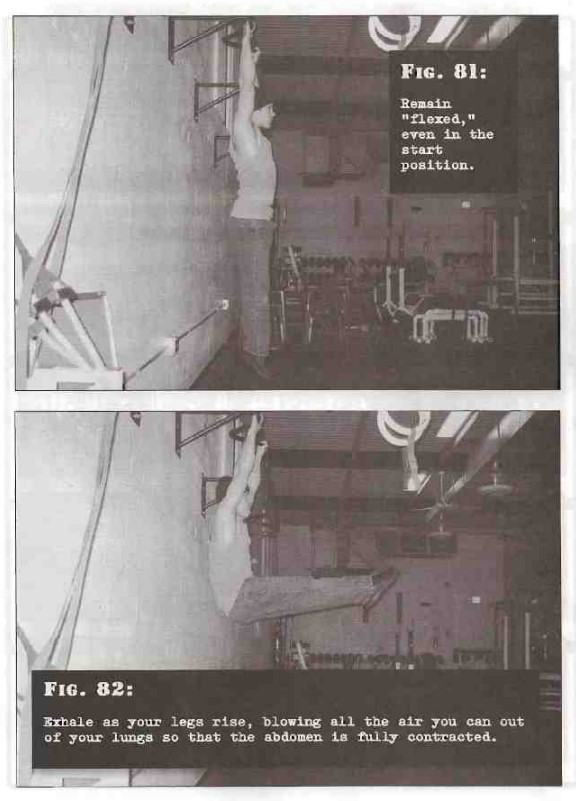 FIG. 81:
Remain
"flexed,"
even in the
start
position.
FIG. 82:
Exhale as your legs rise, blowing all the air you can out
of your lungs so that the abdomen is fully contracted.